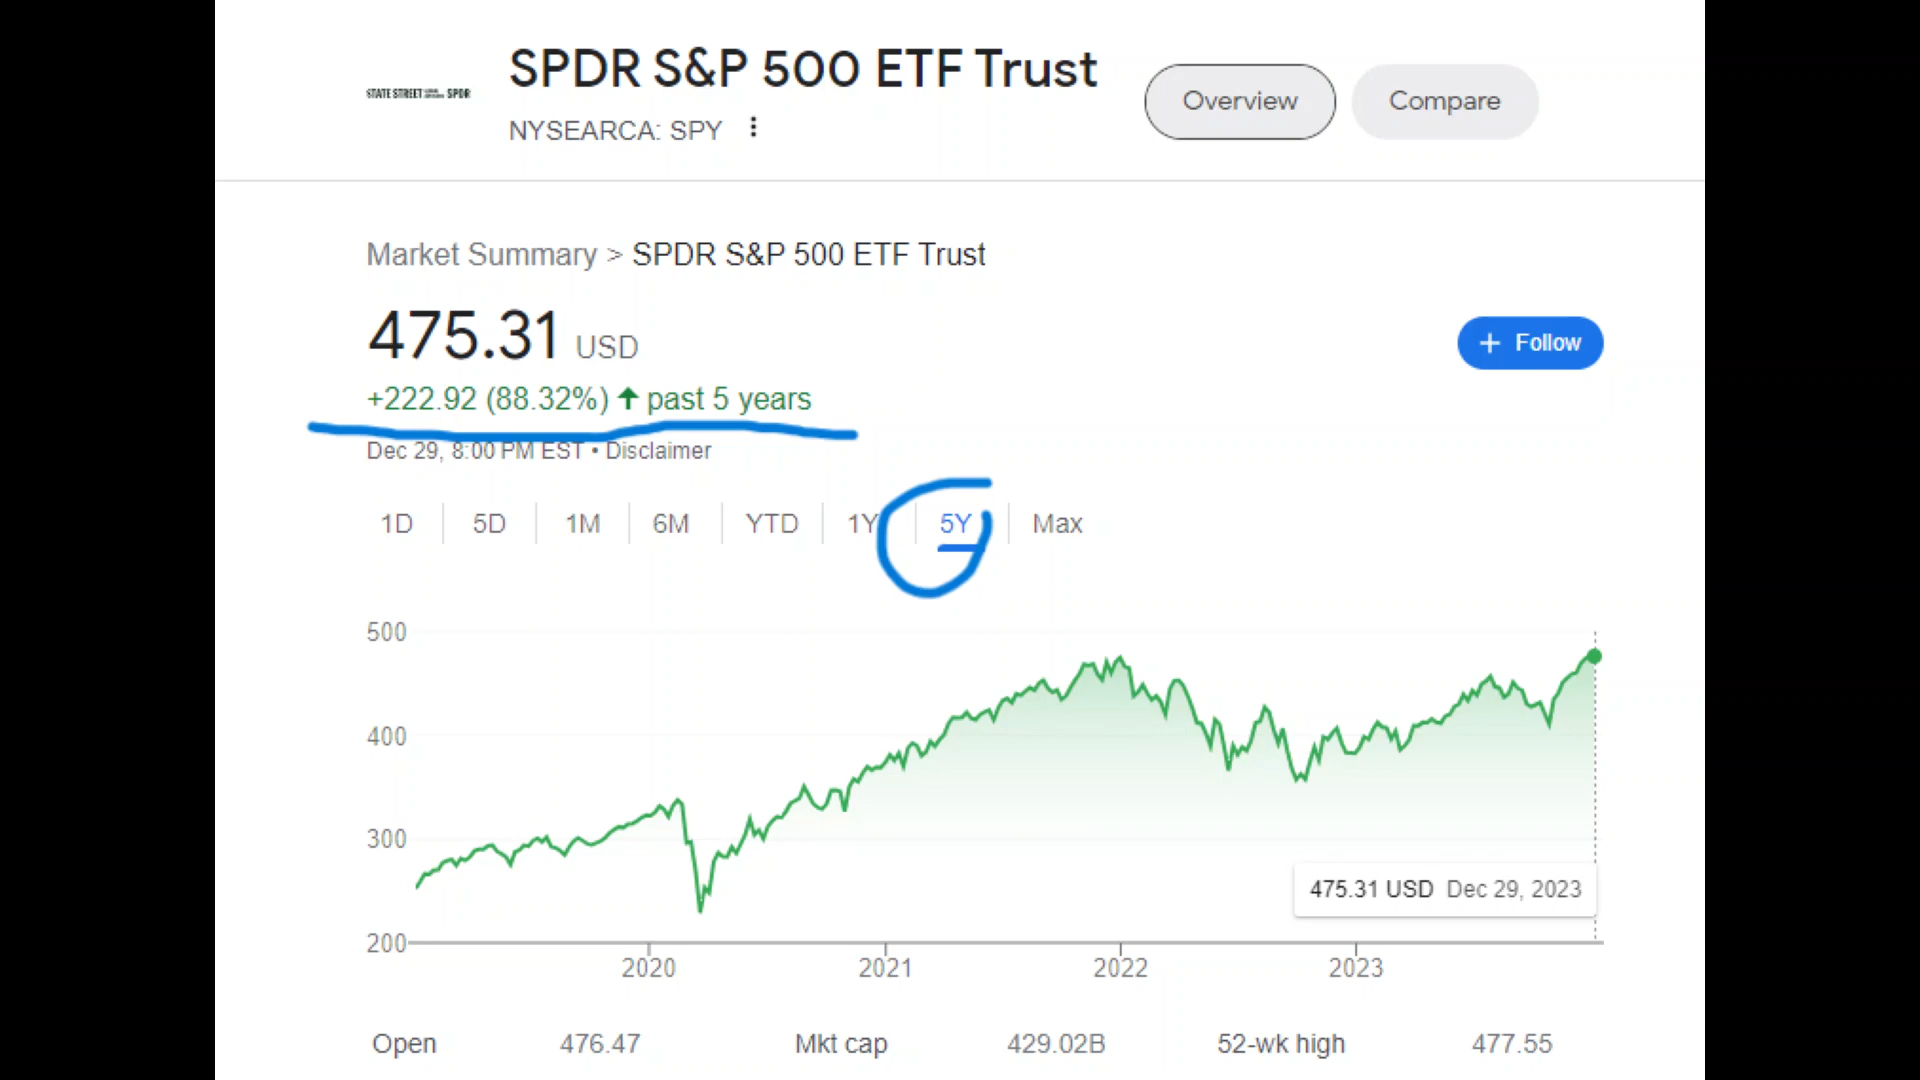 SPDR S&P 500 ETF Trust
STATE STREET SPDR
NYSEARCA: SPY
Overview
Compare
Market Summary > SPDR S&P 500 ETF Trust
475.31 USD
+ Follow
+222.92 (88.32%) ↑ past 5 years
Dec 29, 8:00 PM EST • Disclaimer
1D 5D 1M 6M YTD 1Y 5Y Max
500
400
300
200
475.31 USD Dec 29, 2023
2020 2021 2022 2023
Open 476.47 Mkt cap 429.02B 52-wk high 477.55